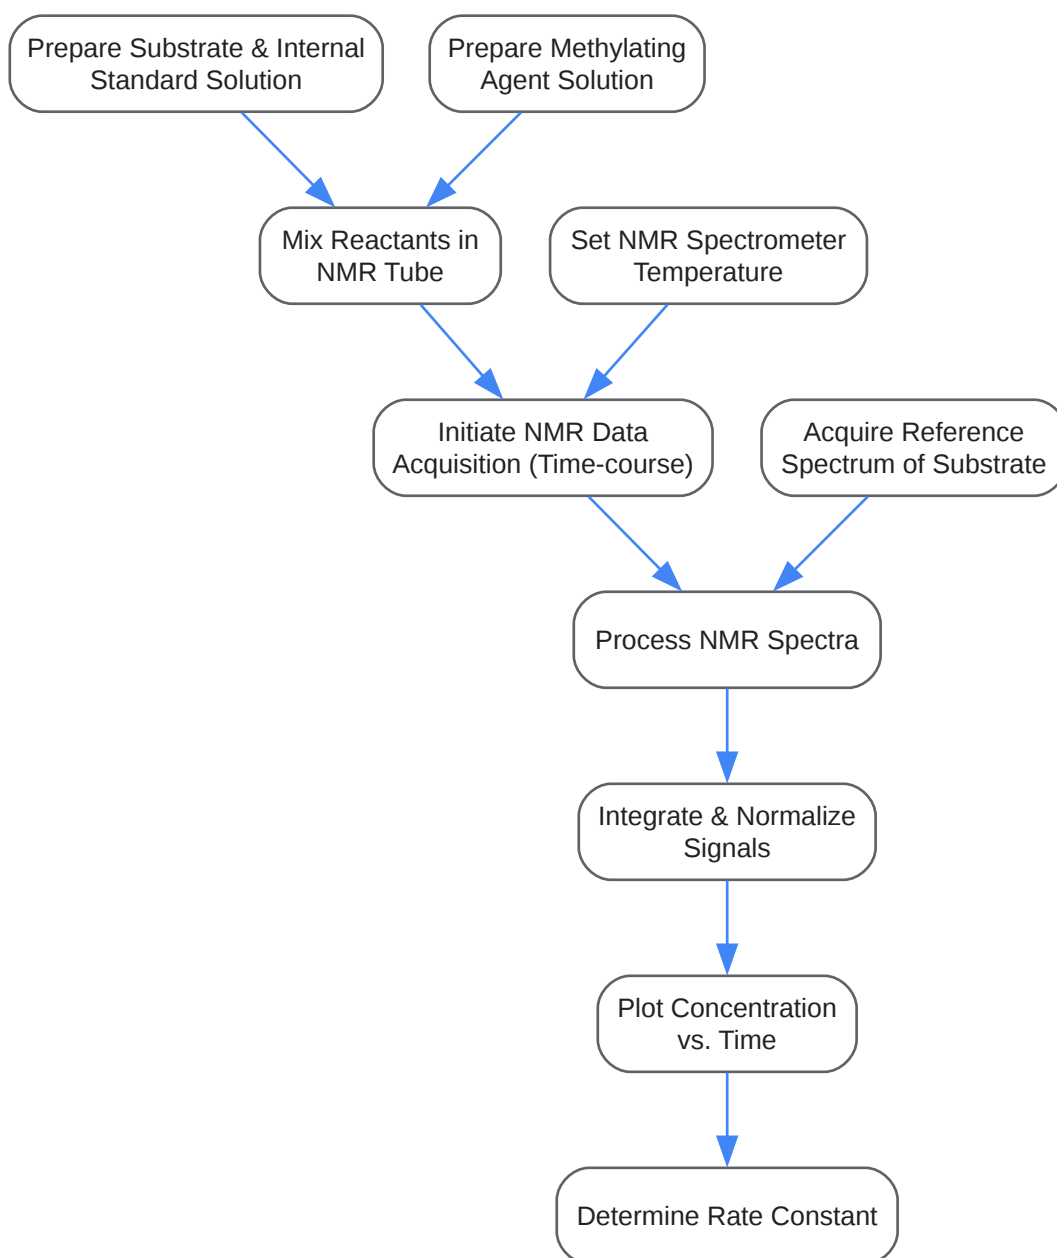 Prepare Substrate & Internal
Standard Solution
Prepare Methylating
Agent Solution
Mix Reactants in
NMR Tube
Set NMR Spectrometer
Temperature
Initiate NMR Data
Acquisition (Time-course)
Acquire Reference
Spectrum of Substrate
Process NMR Spectra
Integrate & Normalize
Signals
Plot Concentration
vs. Time
Determine Rate Constant